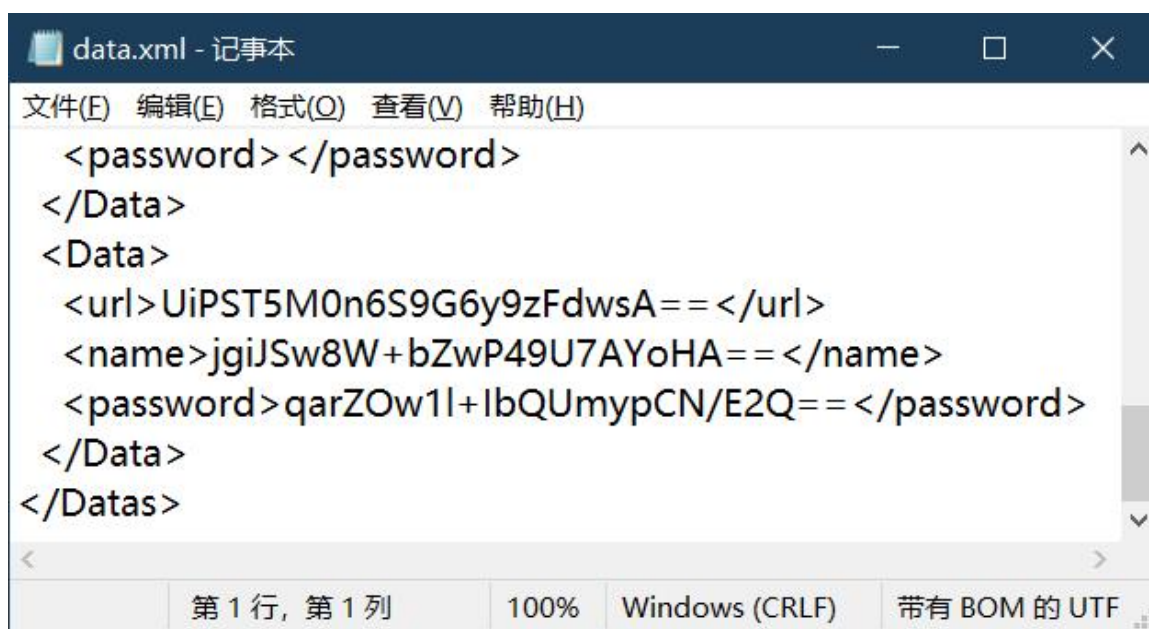 data.xml - 记事本
文件(F) 编辑(E) 格式(O) 查看(V) 帮助(H)
<password></password>
</Data>
<Data>
<url>UiPST5M0n6S9G6y9zFdwsA==</url>
<name>jgiJSw8W+bZwP49U7AYoHA==</name>
<password>qarZOw1l+IbQUmypCN/E2Q==</password>
</Data>
</Datas>
第 1 行，第 1 列 100% Windows (CRLF) 带有 BOM 的 UTF